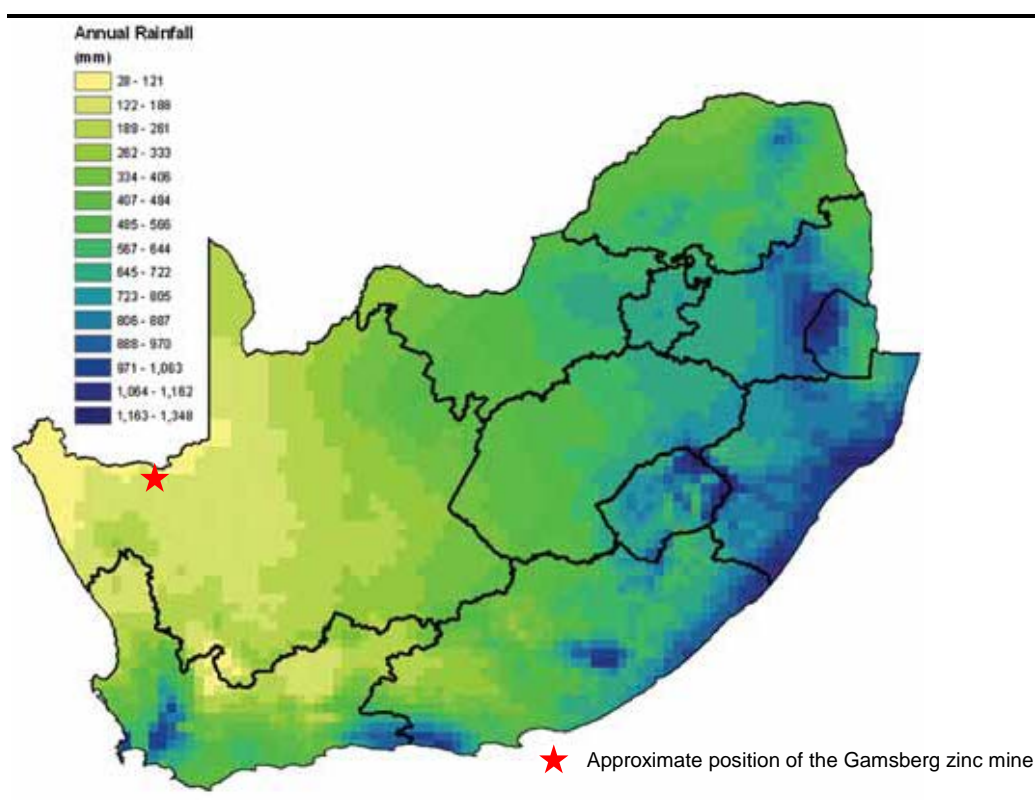 Annual Rainfall
(mm)
28 - 121
122 - 188
189 - 261
262 - 333
334 - 406
407 - 484
485 - 566
567 - 644
645 - 722
723 - 805
806 - 887
888 - 970
971 - 1,063
1,064 - 1,162
1,163 - 1,348
Approximate position of the Gamsberg zinc mine